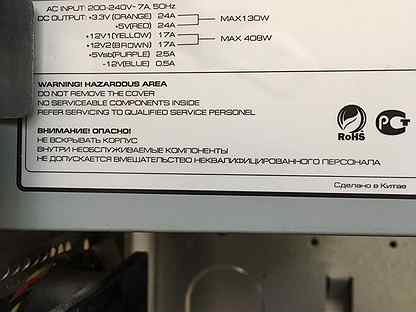 AC INPUT: 200-240V~ 7A, 50Hz
DC OUTPUT: +3.3V (ORANGE) 24A
+5V(RED) 24A
MAX130W
+12V1(YELLOW) 17A
+12V2(BROWN) 17A
MAX 408W
+5Vsb(PURPLE) 2.5A
-12V(BLUE) 0.5A
WARNING! HAZARDOUS AREA
DO NOT REMOVE THE COVER
NO SERVICEABLE COMPONENTS INSIDE
REFER SERVICING TO QUALIFIED SERVICE PERSONEL
ВНИМАНИЕ! ОПАСНО!
НЕ ВСКРЫВАТЬ КОРПУС
ВНУТРИ НЕОБСЛУЖИВАЕМЫЕ КОМПОНЕНТЫ
НЕ ДОПУСКАЕТСЯ ВМЕШАТЕЛЬСТВО НЕКВАЛИФИЦИРОВАННОГО ПЕРСОНАЛА
RoHS
РСТ
Сделано в Китае